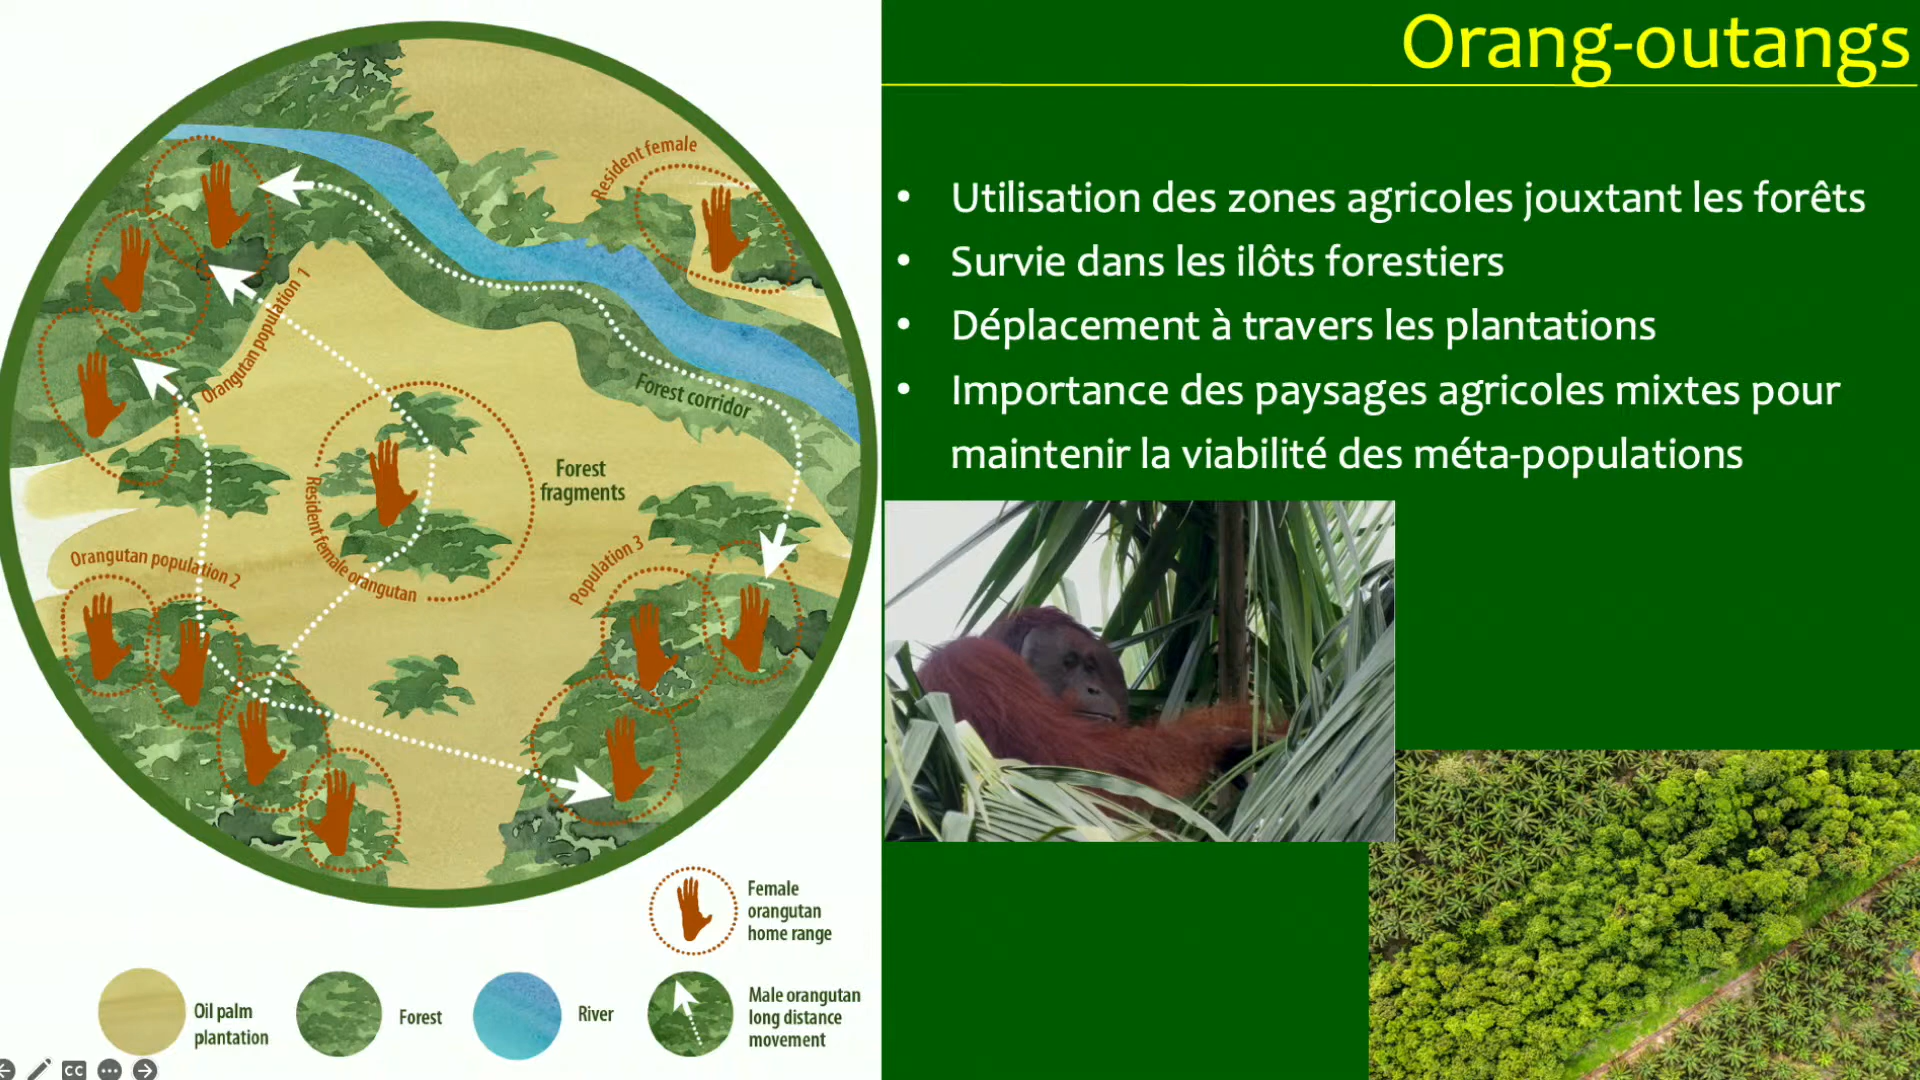 Orang-outangs
• Utilisation des zones agricoles jouxtant les forêts
• Survie dans les ilôts forestiers
• Déplacement à travers les plantations
• Importance des paysages agricoles mixtes pour
maintenir la viabilité des méta-populations
Resident female
Orangutan population 1
Forest corridor
Forest
fragments
Resident female orangutan
Orangutan population 2
Population 3
Female
orangutan
home range
Oil palm
plantation
Forest
River
Male orangutan
long distance
movement
CC